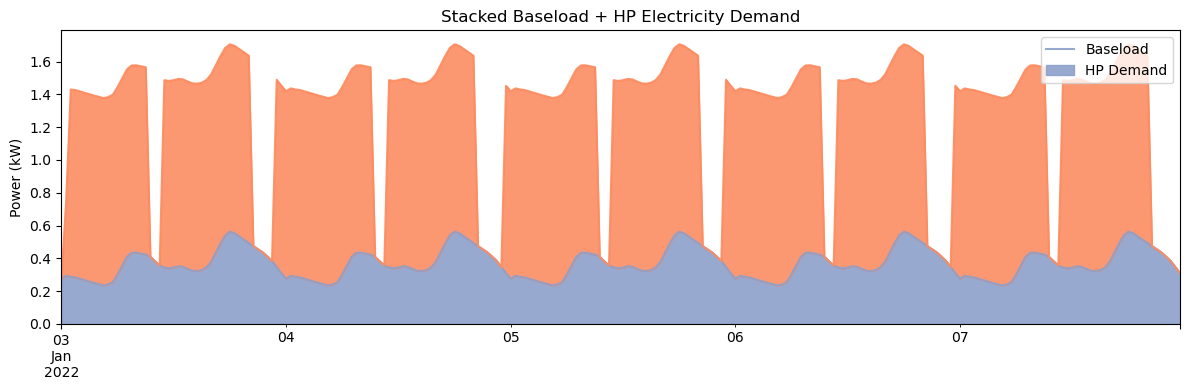 Stacked Baseload + HP Electricity Demand
Baseload
HP Demand
Power (kW)
1.6
1.4
1.2
1.0
0.8
0.6
0.4
0.2
0.0
03 04 05 06 07
Jan
2022